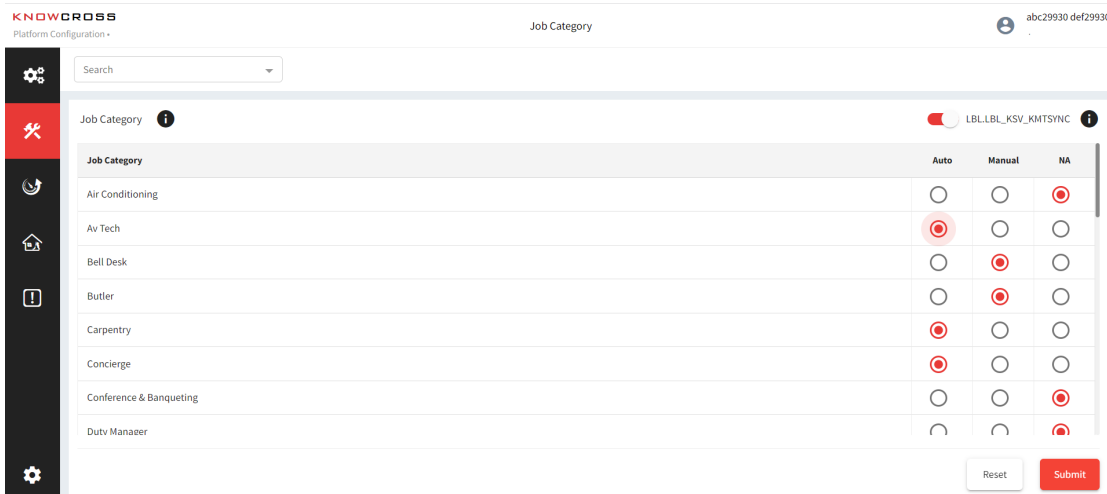 KNOWCROSS
Platform Configuration •
Job Category
abc29930 def29930
Search
Job Category
LBL.LBL_KSV_KMTSYNC
Job Category Auto Manual NA
Air Conditioning
Av Tech
Bell Desk
Butler
Carpentry
Concierge
Conference & Banqueting
Duty Manager
Reset Submit